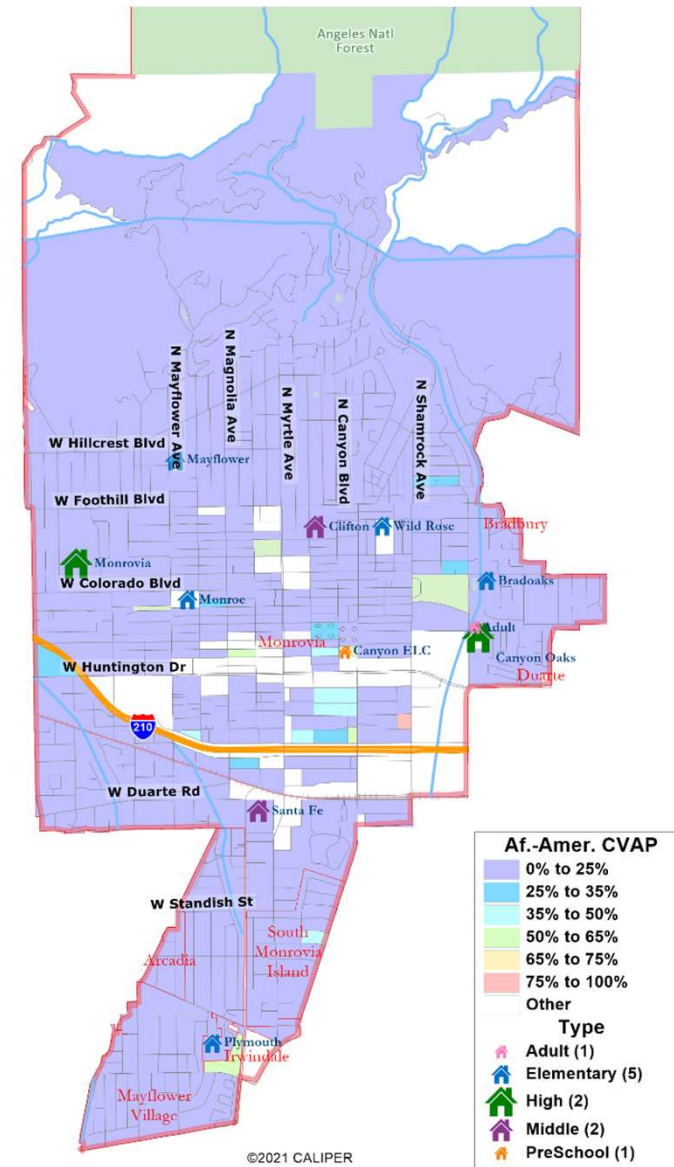 Angeles Natl
Forest
N Mayflower Ave
N Magnolia Ave
N Myrtle Ave
N Canyon Blvd
N Shamrock Ave
W Hillcrest Blvd
Mayflower
W Foothill Blvd
Clifton
Wild Rose
Bradbury
Monrovia
W Colorado Blvd
Bradoaks
Monroe
Adult
Monrovia
Canyon ELC
Canyon Oaks
W Huntington Dr
Duarte
210
W Duarte Rd
Santa Fe
W Standish St
South
Monrovia
Island
Arcadia
Plymouth
Irwindale
Mayflower
Village
Af.-Amer. CVAP
0% to 25%
25% to 35%
35% to 50%
50% to 65%
65% to 75%
75% to 100%
Other
Type
Adult (1)
Elementary (5)
High (2)
Middle (2)
PreSchool (1)
©2021 CALIPER